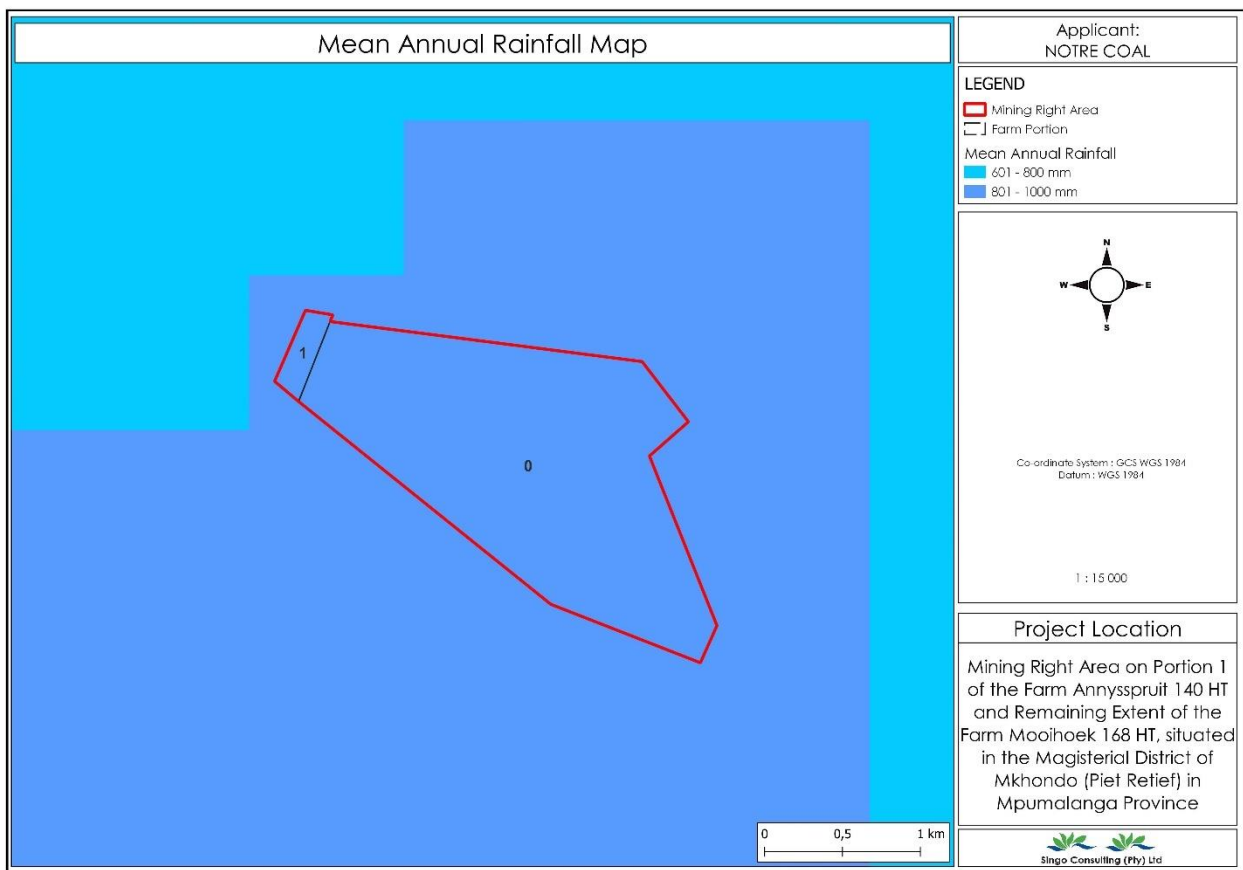 Mean Annual Rainfall Map
1
0
0
0,5
1 km
Applicant:
NOTRE COAL
LEGEND
Mining Right Area
Farm Portion
Mean Annual Rainfall
601 - 800 mm
801 - 1000 mm
N
W
E
S
Co-ordinate System : GCS WGS 1984
Datum : WGS 1984
1 : 15 000
Project Location
Mining Right Area on Portion 1
of the Farm Annysspruit 140 HT
and Remaining Extent of the
Farm Mooihoek 168 HT, situated
in the Magisterial District of
Mkhondo (Piet Retief) in
Mpumalanga Province
Singo Consulting (Pty) Ltd